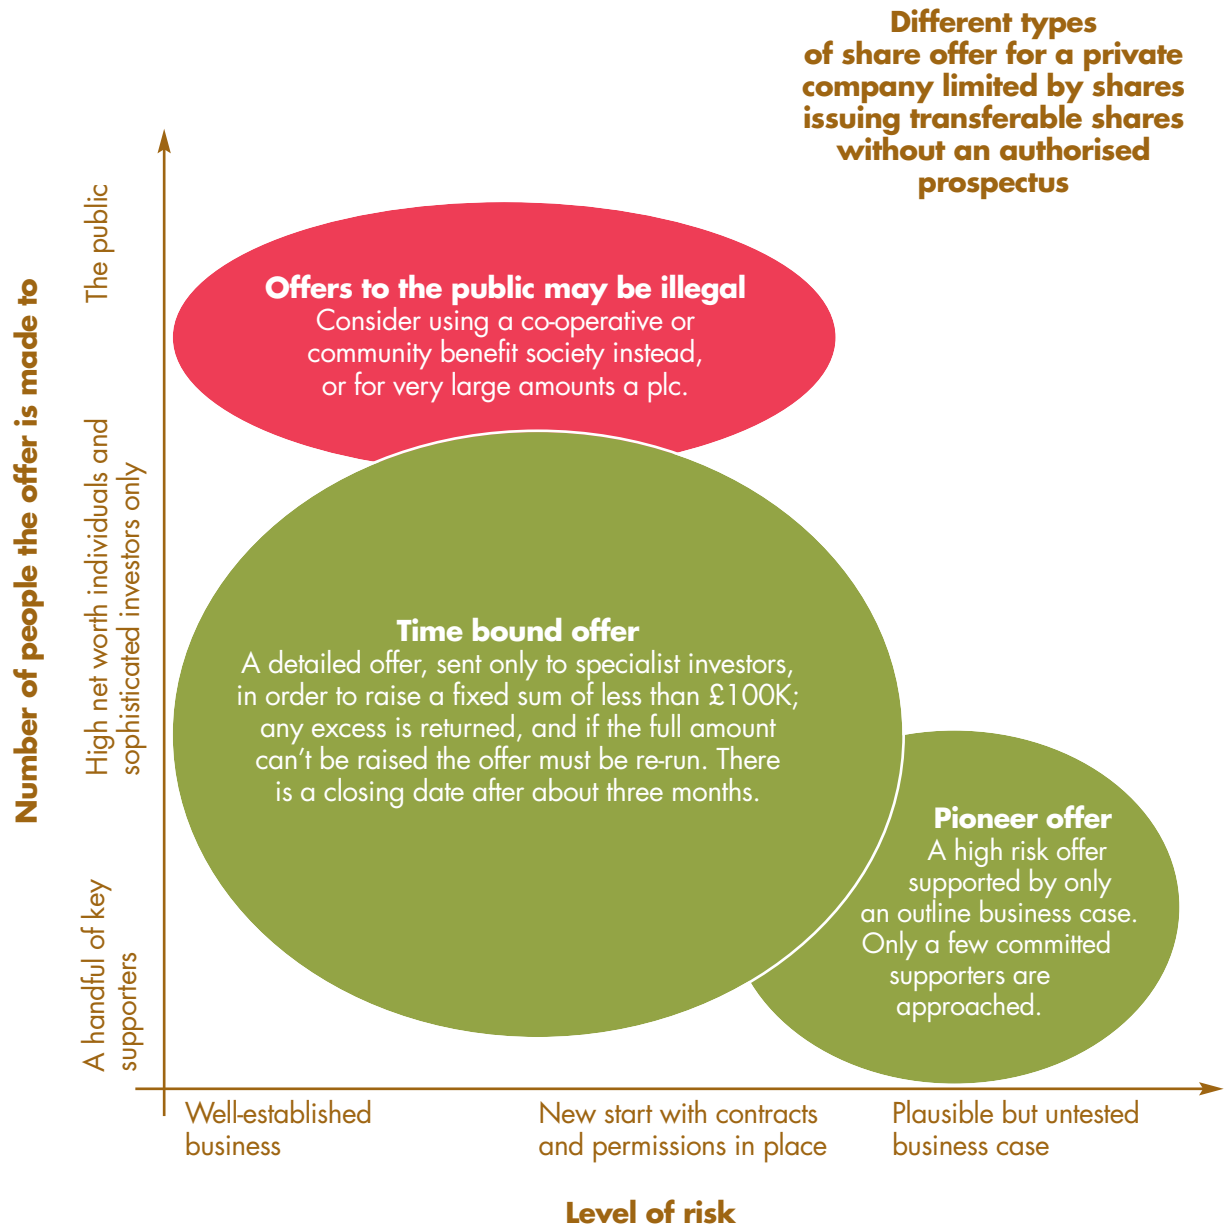 Different types
of share offer for a private
company limited by shares
issuing transferable shares
without an authorised
prospectus
Number of people the offer is made to
The public
High net worth individuals and
sophisticated investors only
A handful of key
supporters
Offers to the public may be illegal
Consider using a co-operative or
community benefit society instead,
or for very large amounts a plc.
Time bound offer
A detailed offer, sent only to specialist investors,
in order to raise a fixed sum of less than £100K;
any excess is returned, and if the full amount
can’t be raised the offer must be re-run. There
is a closing date after about three months.
Pioneer offer
A high risk offer
supported by only
an outline business case.
Only a few committed
supporters are
approached.
Well-established
business
New start with contracts
and permissions in place
Plausible but untested
business case
Level of risk